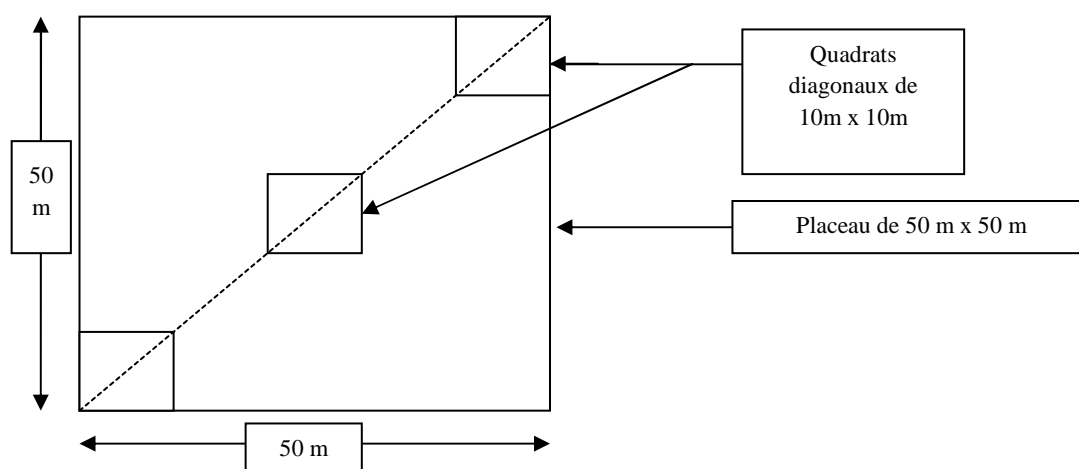 Quadrats
diagonaux de
10m x 10m
50
m
Placeau de 50 m x 50 m
50 m